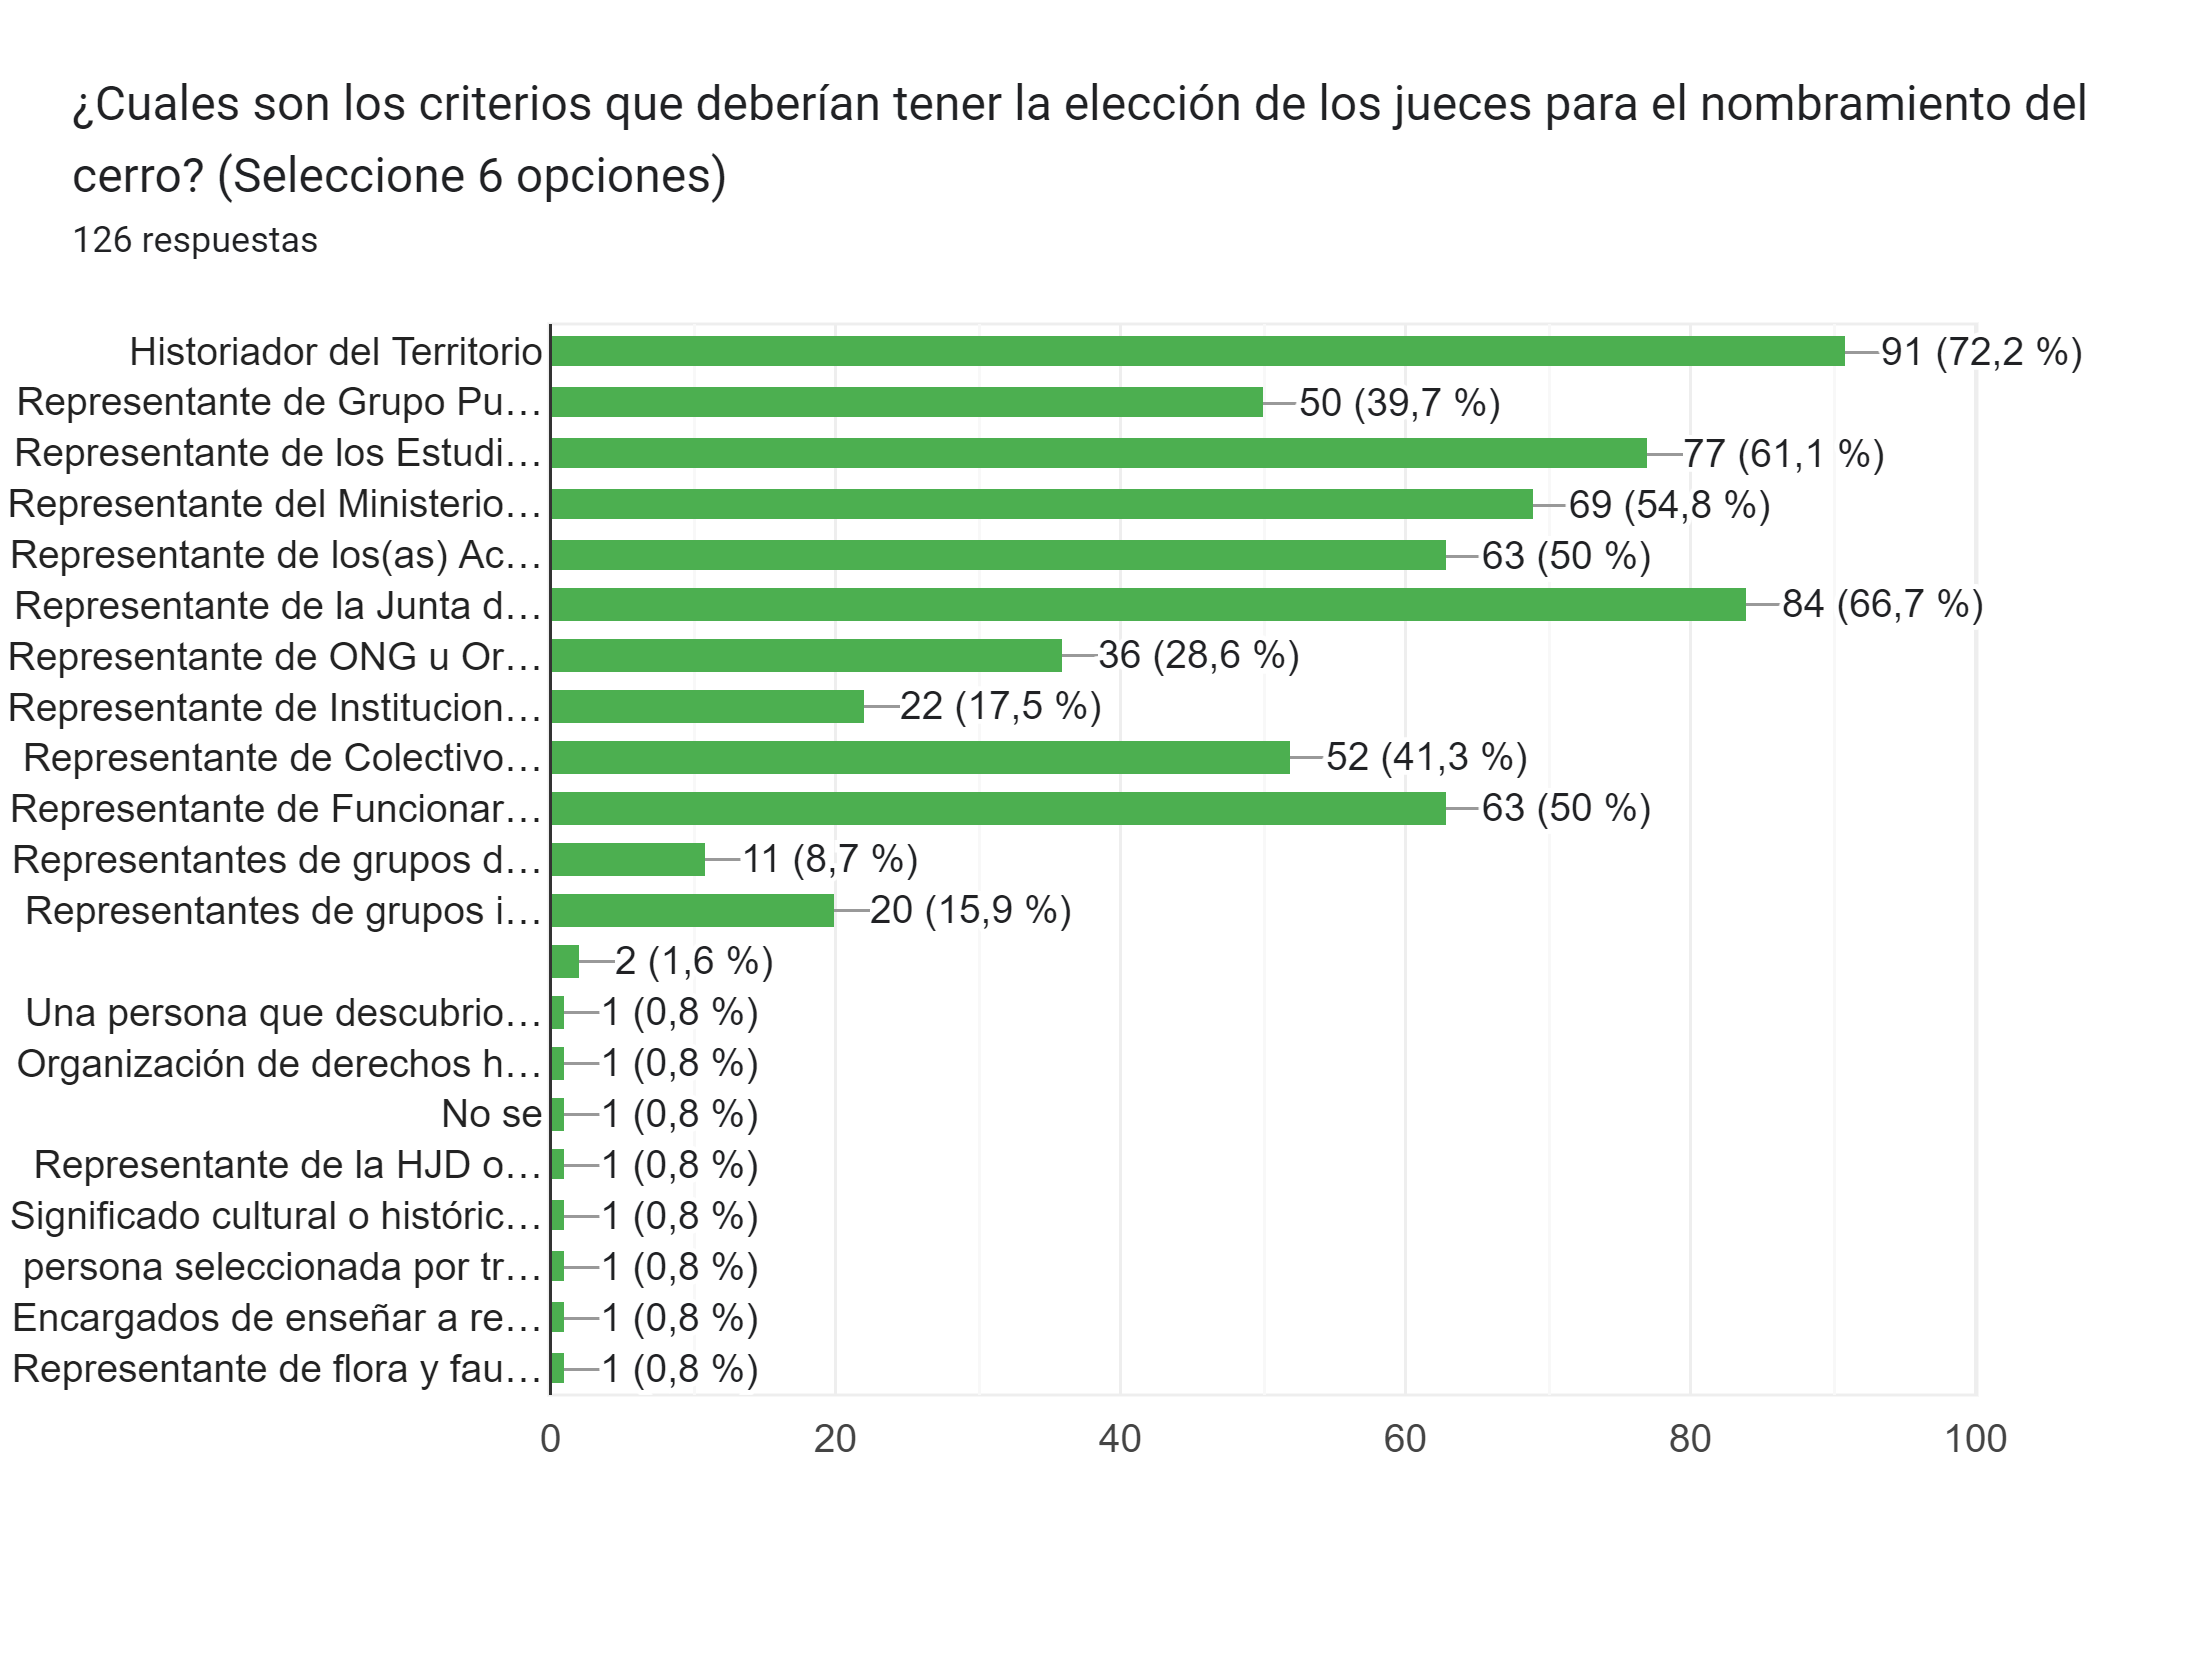 ¿Cuales son los criterios que deberían tener la elección de los jueces para el nombramiento del
cerro? (Seleccione 6 opciones)
126 respuestas
Historiador del Territorio 91 (72,2 %)
Representante de Grupo Pu… 50 (39,7 %)
Representante de los Estudi… 77 (61,1 %)
Representante del Ministerio… 69 (54,8 %)
Representante de los(as) Ac… 63 (50 %)
Representante de la Junta d… 84 (66,7 %)
Representante de ONG u Or… 36 (28,6 %)
Representante de Institucion… 22 (17,5 %)
Representante de Colectivo… 52 (41,3 %)
Representante de Funcionar… 63 (50 %)
Representantes de grupos d… 11 (8,7 %)
Representantes de grupos i… 20 (15,9 %)
2 (1,6 %)
Una persona que descubrio… 1 (0,8 %)
Organización de derechos h… 1 (0,8 %)
No se 1 (0,8 %)
Representante de la HJD o… 1 (0,8 %)
Significado cultural o históric… 1 (0,8 %)
persona seleccionada por tr… 1 (0,8 %)
Encargados de enseñar a re… 1 (0,8 %)
Representante de flora y fau… 1 (0,8 %)
0 20 40 60 80 100